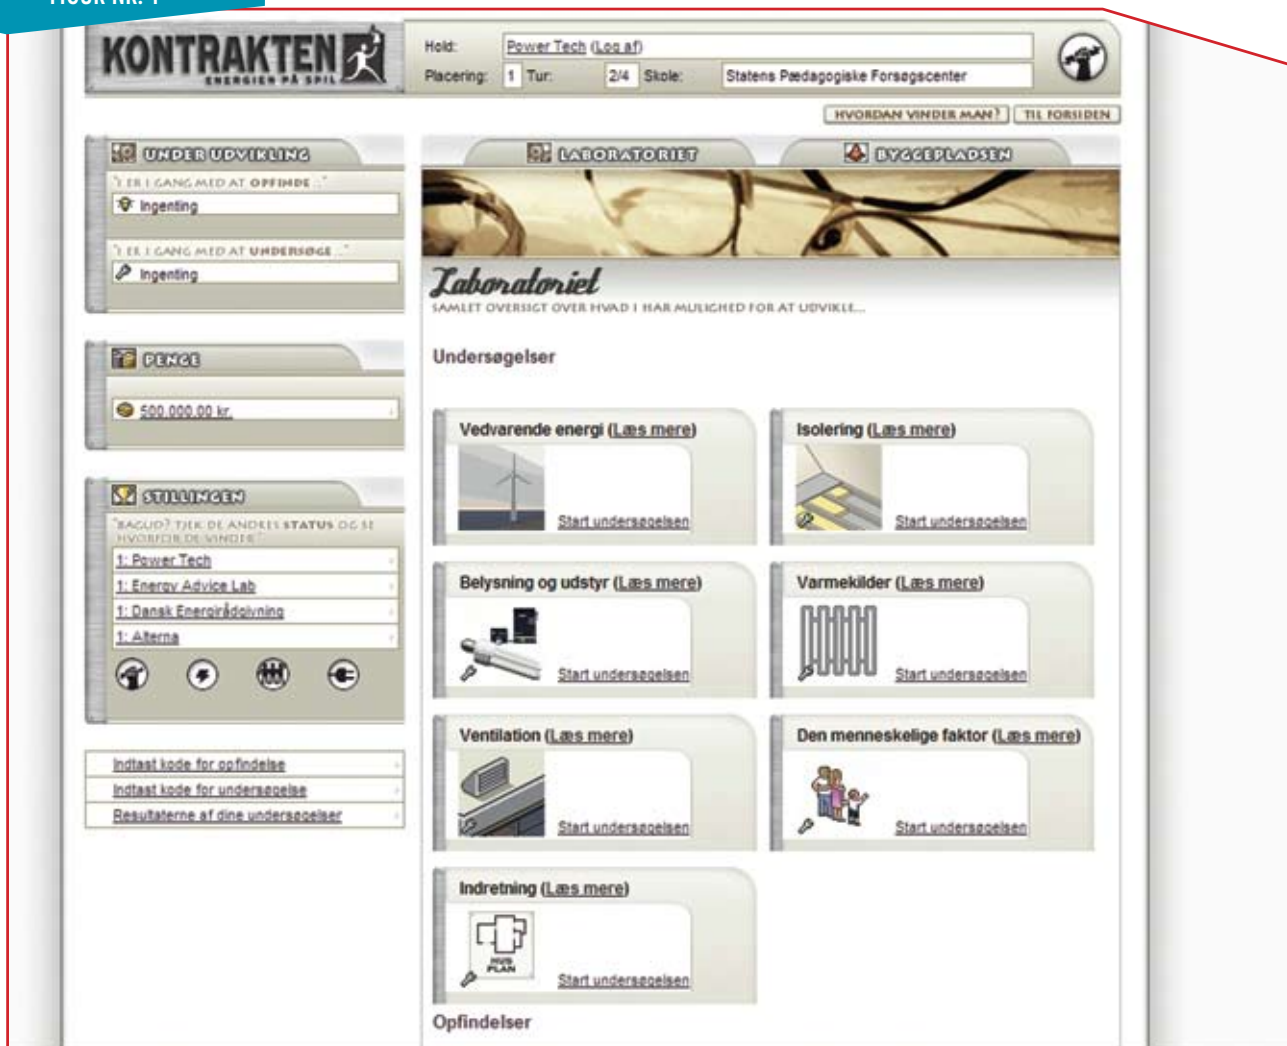 FIGUR NR. 1
KONTRAKTEN
ENERGIEN PÅ SPIL
Hold: Power Tech (Log af)
Placering: 1 Tur: 2/4 Skole: Statens Pædagogiske Forsøgscenter
HVORDAN VINDER MAN? TIL FORSIDEN
UNDER UDVIKLING
"I ER I GANG MED AT OPFINDE..."
Ingenting
"I ER I GANG MED AT UNDERSØGE..."
Ingenting
PENGE
500.000,00 kr.
STILLINGEN
"BAGUD? TJEK DE ANDRES STATUS OG SE
HVORFOR DE VINDER"
1: Power Tech
1: Energy Advice Lab
1: Dansk Energirådgivning
1: Alterna
Indtast kode for opfindelse
Indtast kode for undersøgelse
Resultaterne af dine undersøgelser
LABORATORIET BYGGEPLADSEN
Laboratoriet
SAMLET OVERSIGT OVER HVAD I HAR MULIGHED FOR AT UDVIKLE...
Undersøgelser
Vedvarende energi (Læs mere)
Start undersøgelsen
Isolering (Læs mere)
Start undersøgelsen
Belysning og udstyr (Læs mere)
Start undersøgelsen
Varmekilder (Læs mere)
Start undersøgelsen
Ventilation (Læs mere)
Start undersøgelsen
Den menneskelige faktor (Læs mere)
Start undersøgelsen
Indretning (Læs mere)
HUS
PLAN
Start undersøgelsen
Opfindelser